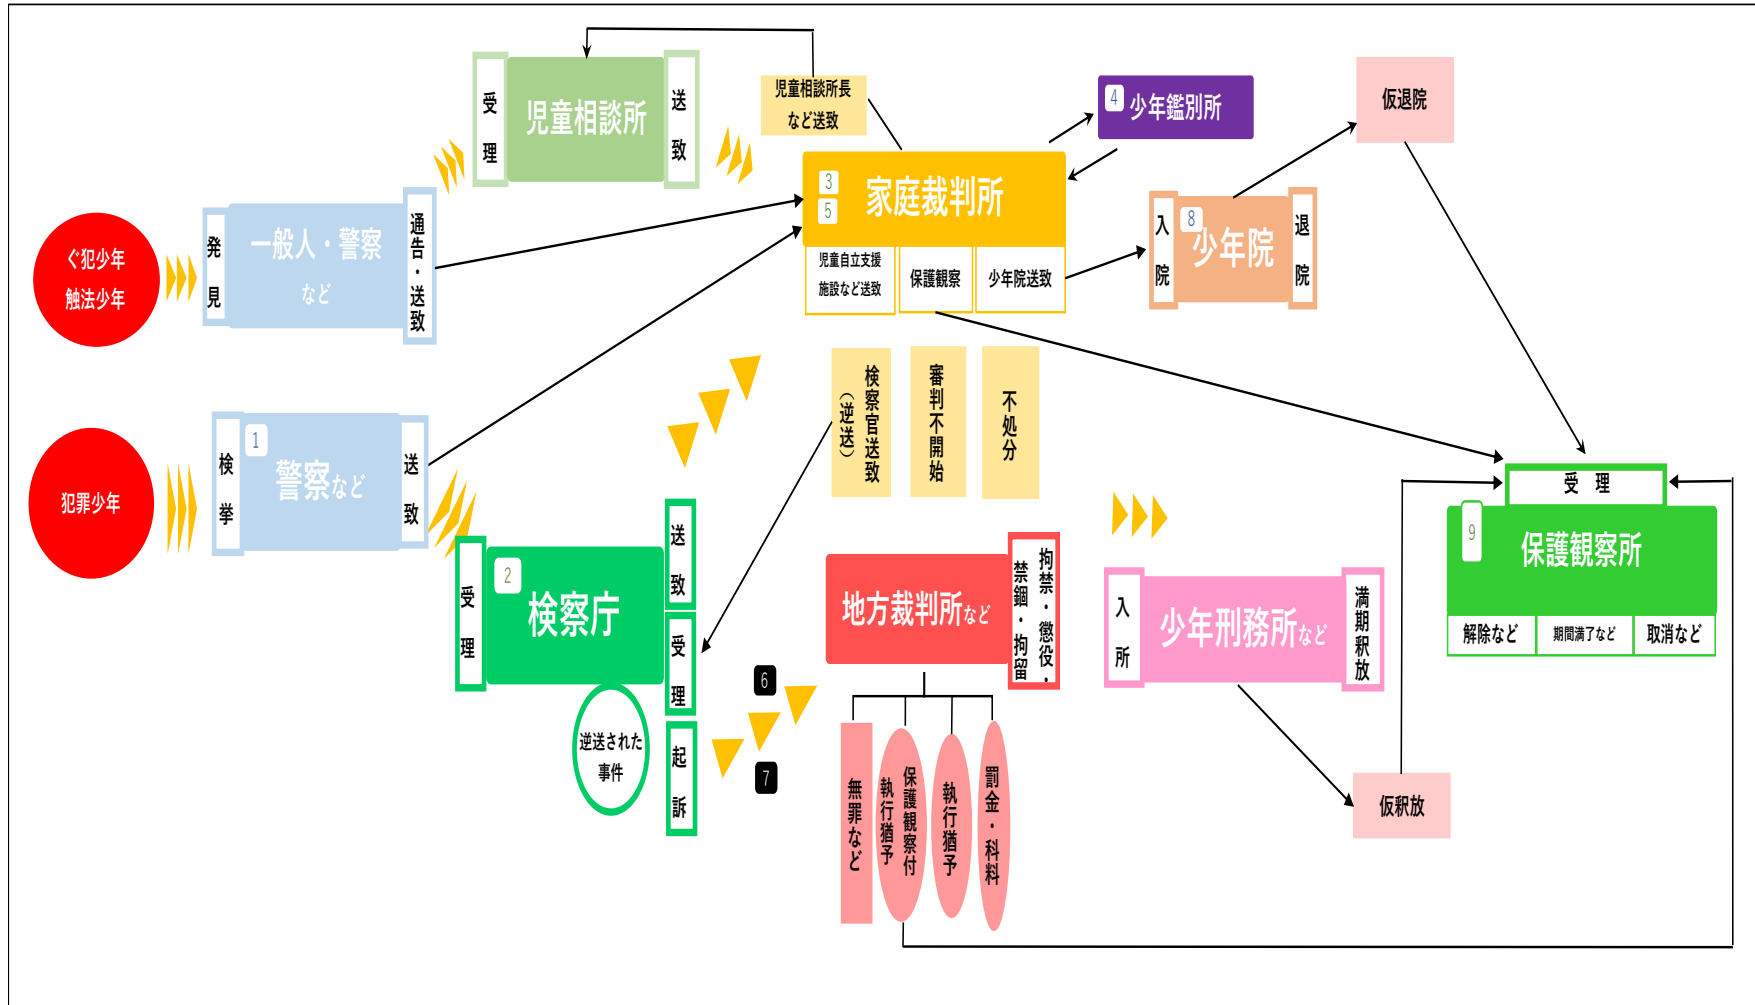 ぐ犯少年
触法少年
発見
一般人・警察
など
通告・送致
受理
児童相談所
送致
児童相談所長
など送致
3
5
家庭裁判所
児童自立支援
施設など送致
保護観察
少年院送致
4
少年鑑別所
入院
8
少年院
退院
仮退院
犯罪少年
検挙
1
警察など
送致
受理
2
検察庁
送致
受理
起訴
逆送された
事件
検察官送致
（逆送）
審判不開始
不処分
6
7
地方裁判所など
拘禁・懲役・
禁錮・拘留
無罪など
保護観察付
執行猶予
執行猶予
罰金・科料
入所
少年刑務所など
満期釈放
仮釈放
受理
9
保護観察所
解除など
期間満了など
取消など